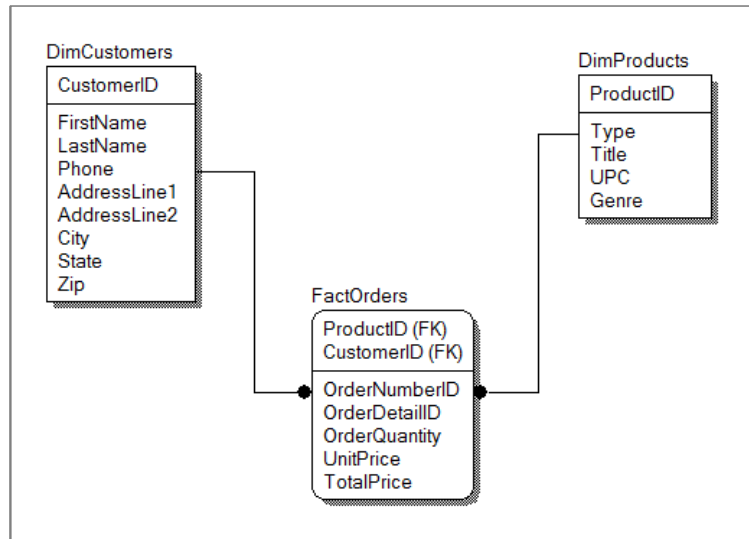 DimCustomers
CustomerID
FirstName
LastName
Phone
AddressLine1
AddressLine2
City
State
Zip
DimProducts
ProductID
Type
Title
UPC
Genre
FactOrders
ProductID (FK)
CustomerID (FK)
OrderNumberID
OrderDetailID
OrderQuantity
UnitPrice
TotalPrice